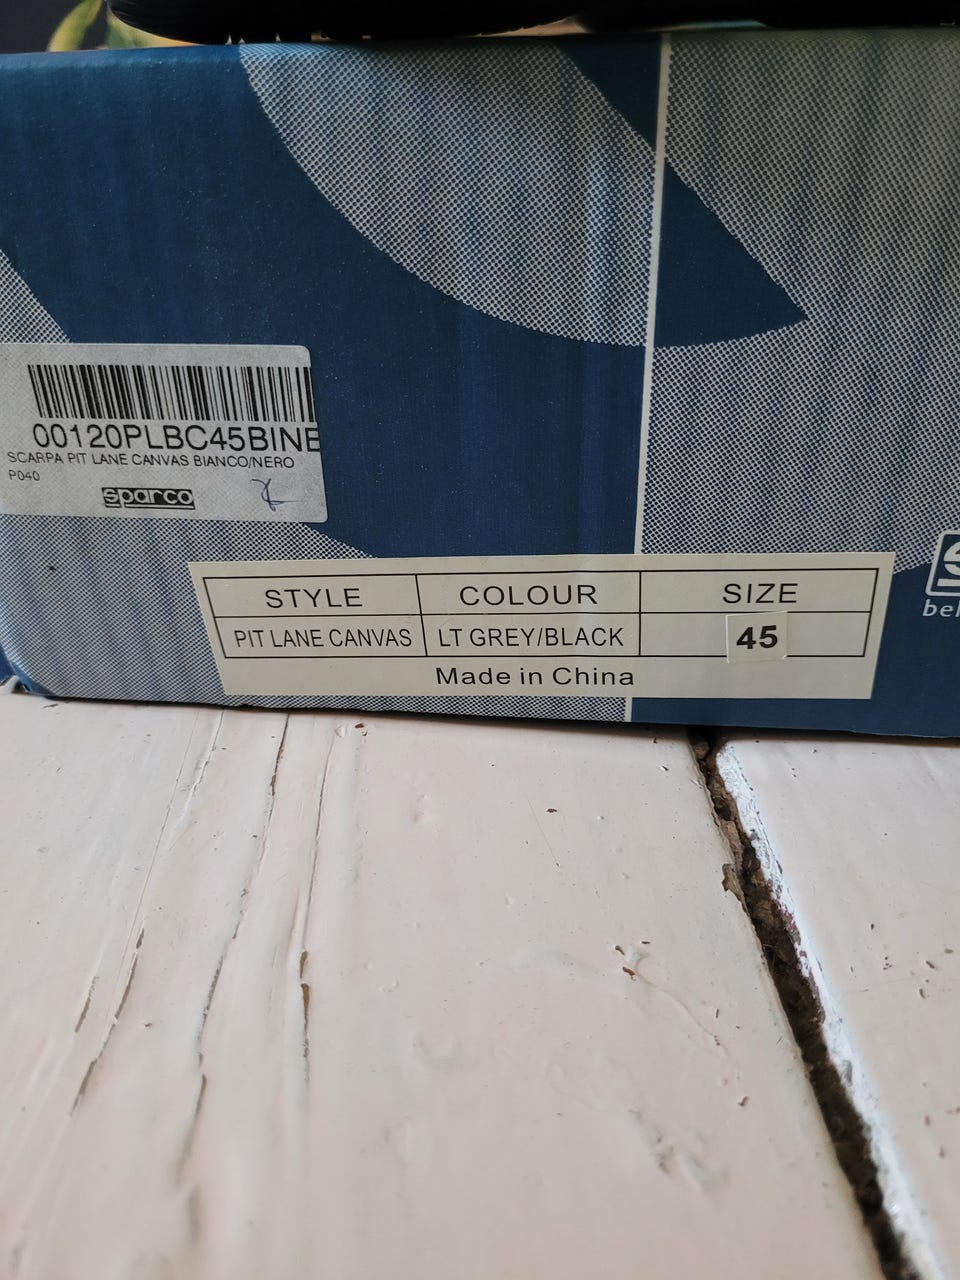 00120PLBC45BINE
SCARPA PIT LANE CANVAS BIANCO/NERO
P040
sparco
STYLE COLOUR SIZE
PIT LANE CANVAS LT GREY/BLACK 45
Made in China